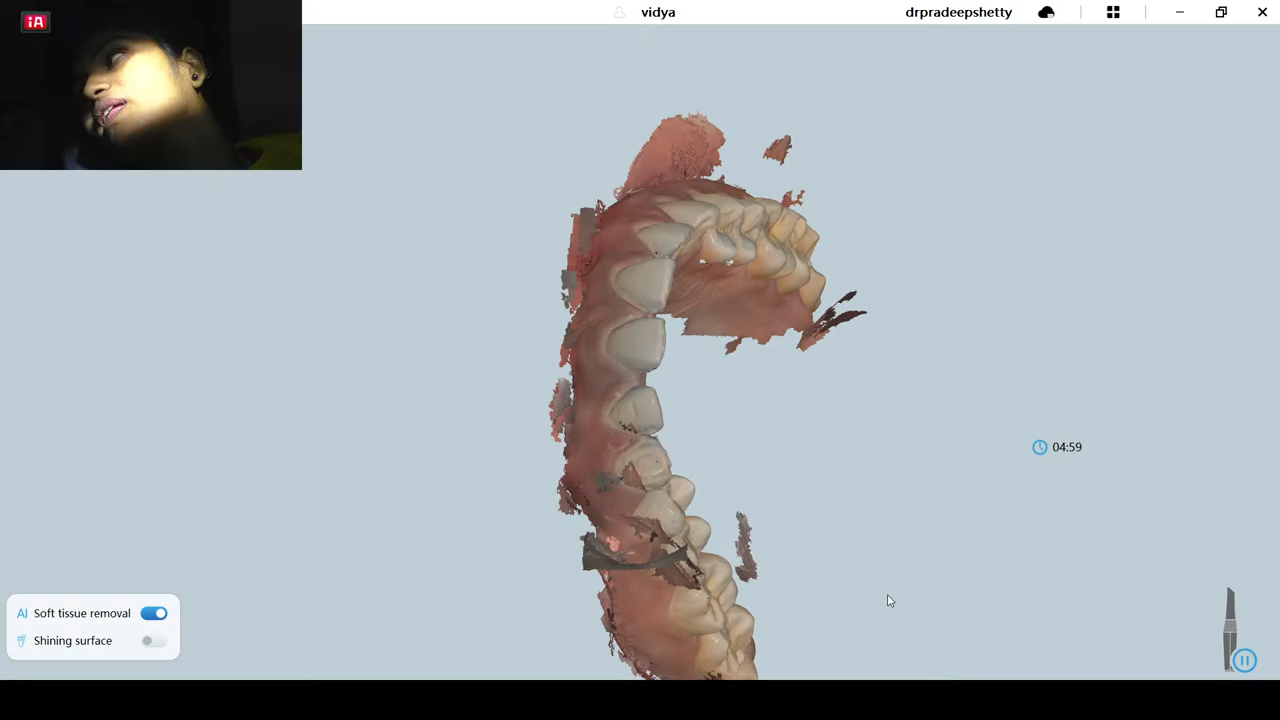 iA
vidya
drpradeepshetty
04:59
AI Soft tissue removal
Shining surface